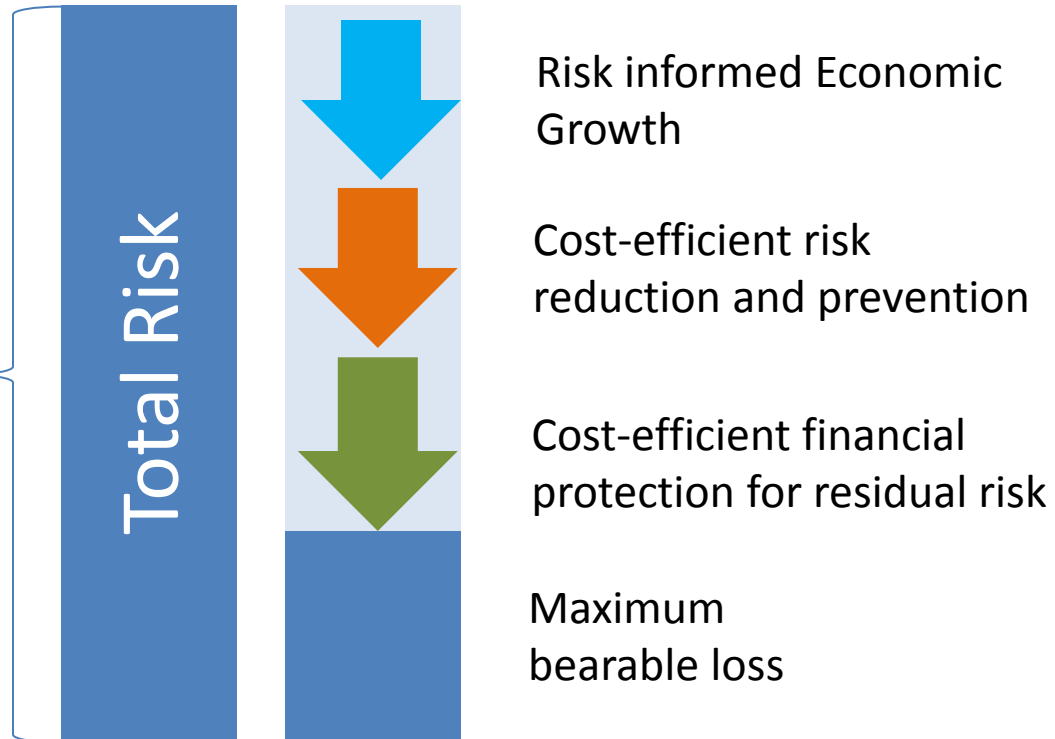 Total Risk
Risk informed Economic
Growth
Cost-efficient risk
reduction and prevention
Cost-efficient financial
protection for residual risk
Maximum
bearable loss